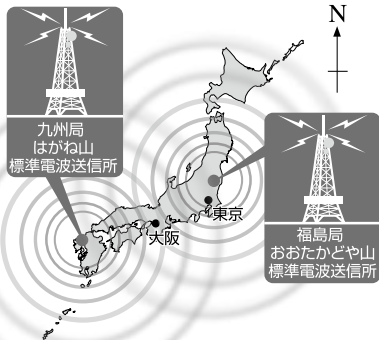 九州局
はがね山
標準電波送信所
N
東京
大阪
福島局
おおたかどや山
標準電波送信所